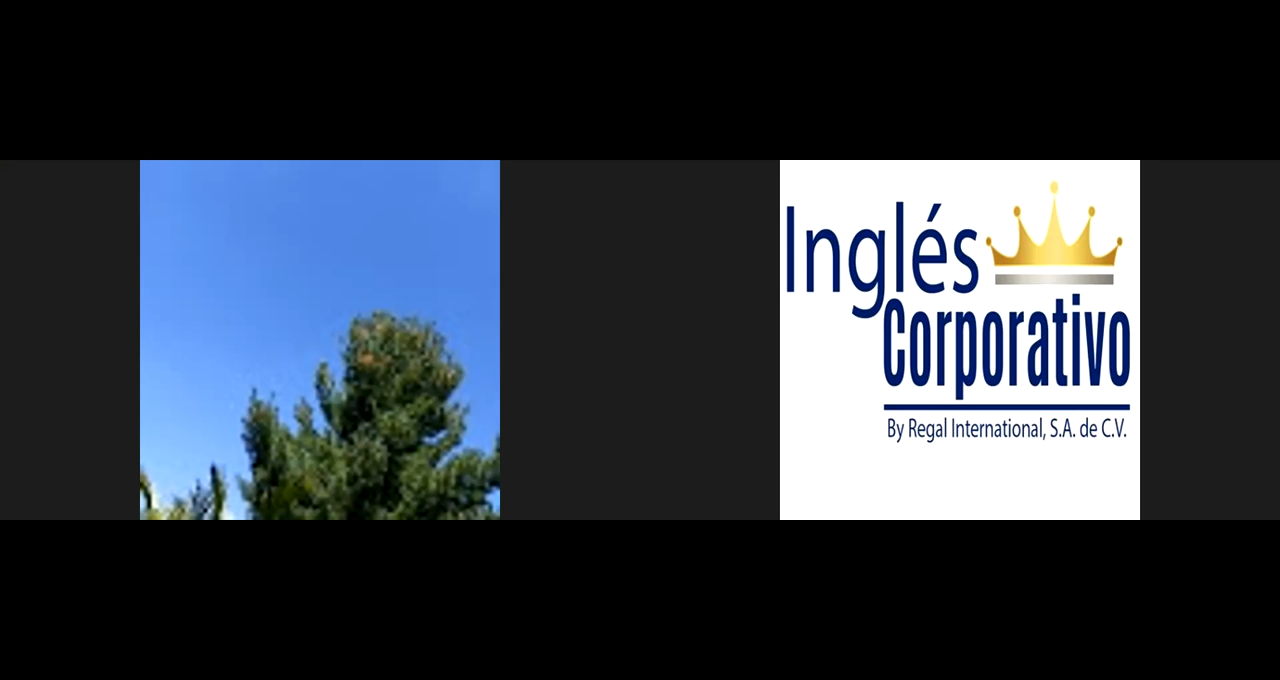 Inglés
Corporativo
By Regal International, S.A. de C.V.